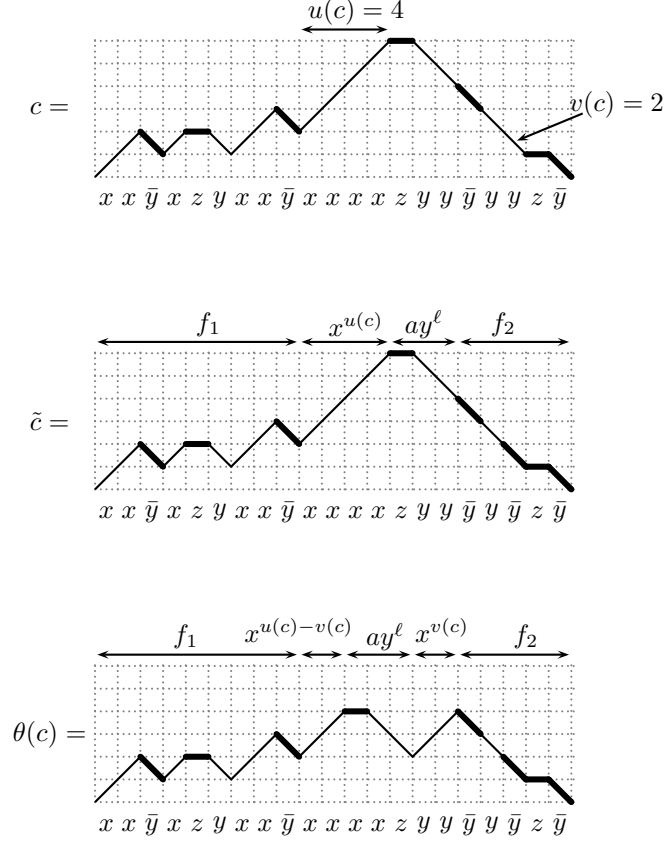 u(c) = 4
c =
v(c) = 2
x x ȳ x z y x x ȳ x x x x z y y ȳ y y z ȳ
f₁ x^{u(c)} ay^ℓ f₂
c̃ =
x x ȳ x z y x x ȳ x x x x z y y ȳ y ȳ z ȳ
f₁ x^{u(c)−v(c)} ay^ℓ x^{v(c)} f₂
θ(c) =
x x ȳ x z y x x ȳ x x z y y x x ȳ y ȳ z ȳ